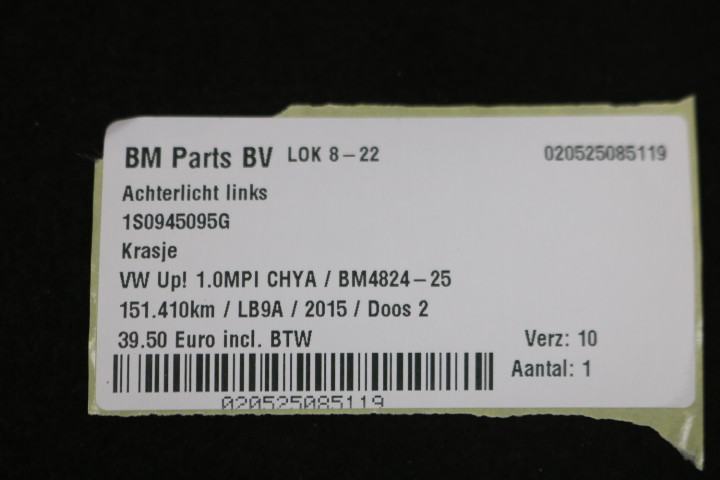 BM Parts BV LOK 8-22 020525085119
Achterlicht links
1S0945095G
Krasje
VW Up! 1.0MPI CHYA / BM4824-25
151.410km / LB9A / 2015 / Doos 2
39.50 Euro incl. BTW Verz: 10
Aantal: 1
020525085119